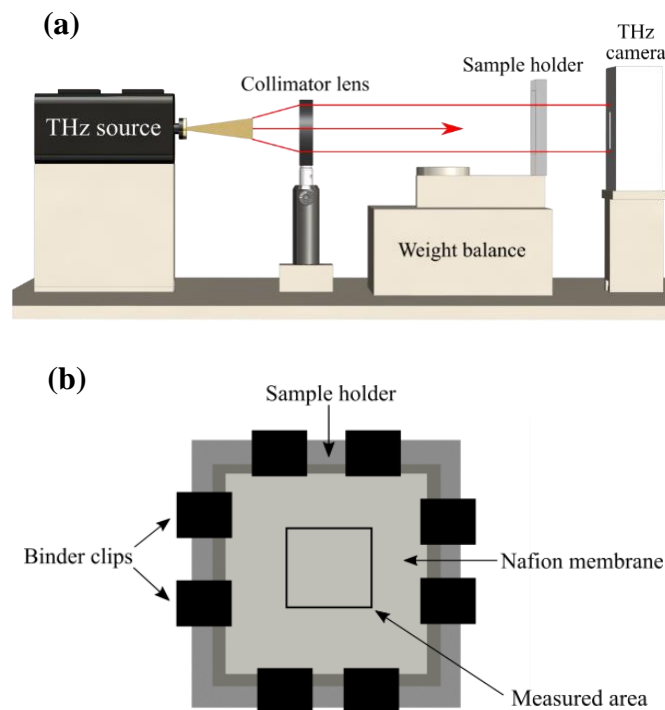 (a)
THz
camera
Sample holder
Collimator lens
THz source
Weight balance
(b)
Sample holder
Binder clips
Nafion membrane
Measured area